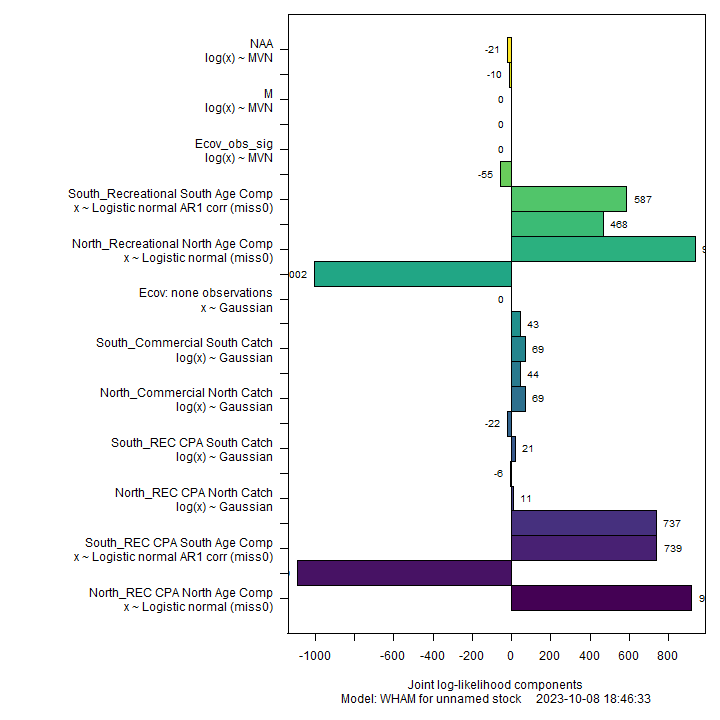 NAA
log(x) ~ MVN
-21
-10
M
log(x) ~ MVN
0
0
Ecov_obs_sig
log(x) ~ MVN
0
-55
South_Recreational South Age Comp
x ~ Logistic normal AR1 corr (miss0)
587
468
North_Recreational North Age Comp
x ~ Logistic normal (miss0)
9
002
Ecov: none observations
x ~ Gaussian
0
43
South_Commercial South Catch
log(x) ~ Gaussian
69
44
North_Commercial North Catch
log(x) ~ Gaussian
69
-22
South_REC CPA South Catch
log(x) ~ Gaussian
21
-6
North_REC CPA North Catch
log(x) ~ Gaussian
11
737
South_REC CPA South Age Comp
x ~ Logistic normal AR1 corr (miss0)
739
North_REC CPA North Age Comp
x ~ Logistic normal (miss0)
9
-1000 -600 -400 -200 0 200 400 600 800
Joint log-likelihood components
Model: WHAM for unnamed stock 2023-10-08 18:46:33